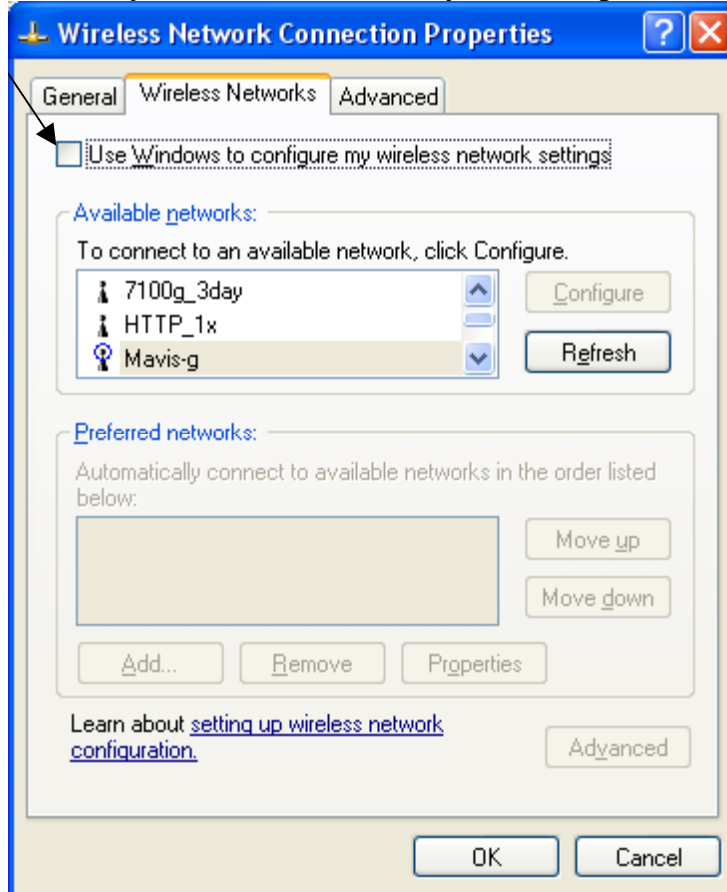 Wireless Network Connection Properties
General Wireless Networks Advanced
Use Windows to configure my wireless network settings
Available networks:
To connect to an available network, click Configure.
7100g_3day
HTTP_1x
Mavis-g
Configure
Refresh
Preferred networks:
Automatically connect to available networks in the order listed
below:
Move up
Move down
Add... Remove Properties
Learn about setting up wireless network
configuration.
Advanced
OK Cancel